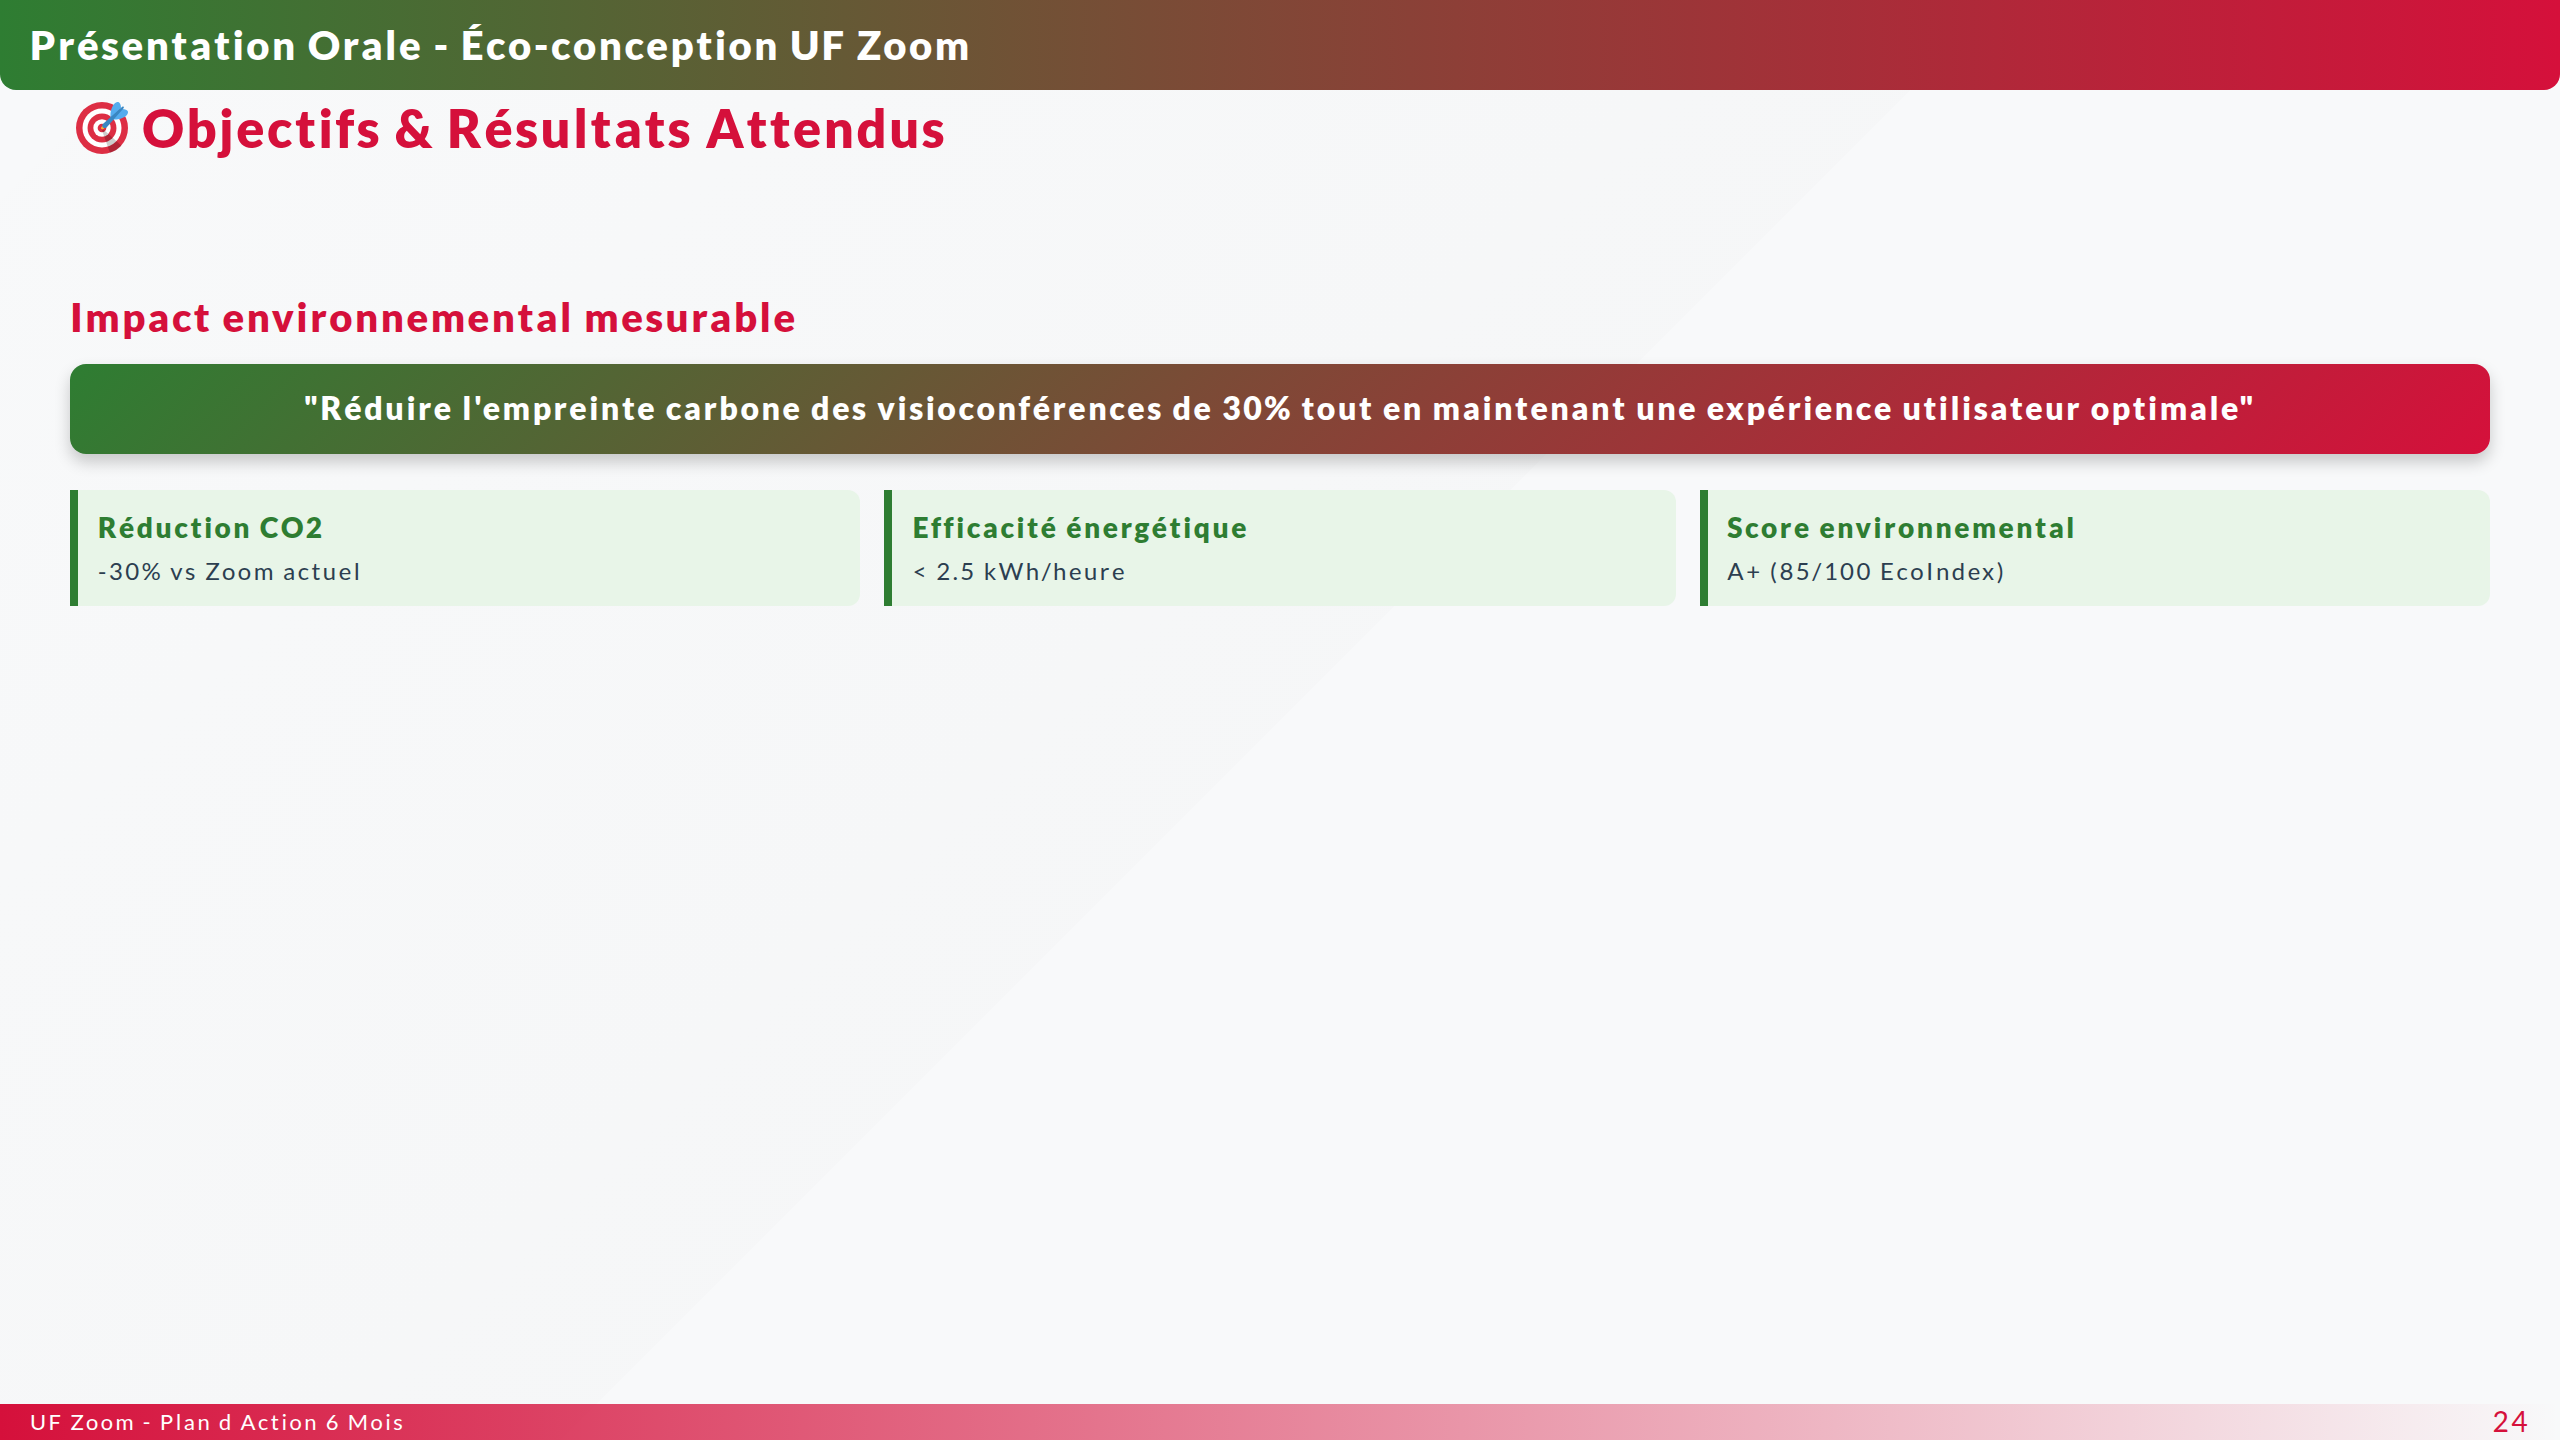 Présentation Orale - Éco-conception UF Zoom
Objectifs & Résultats Attendus
Impact environnemental mesurable
"Réduire l'empreinte carbone des visioconférences de 30% tout en maintenant une expérience utilisateur optimale"
Réduction CO2
-30% vs Zoom actuel
Efficacité énergétique
< 2.5 kWh/heure
Score environnemental
A+ (85/100 EcoIndex)
UF Zoom - Plan d Action 6 Mois
24